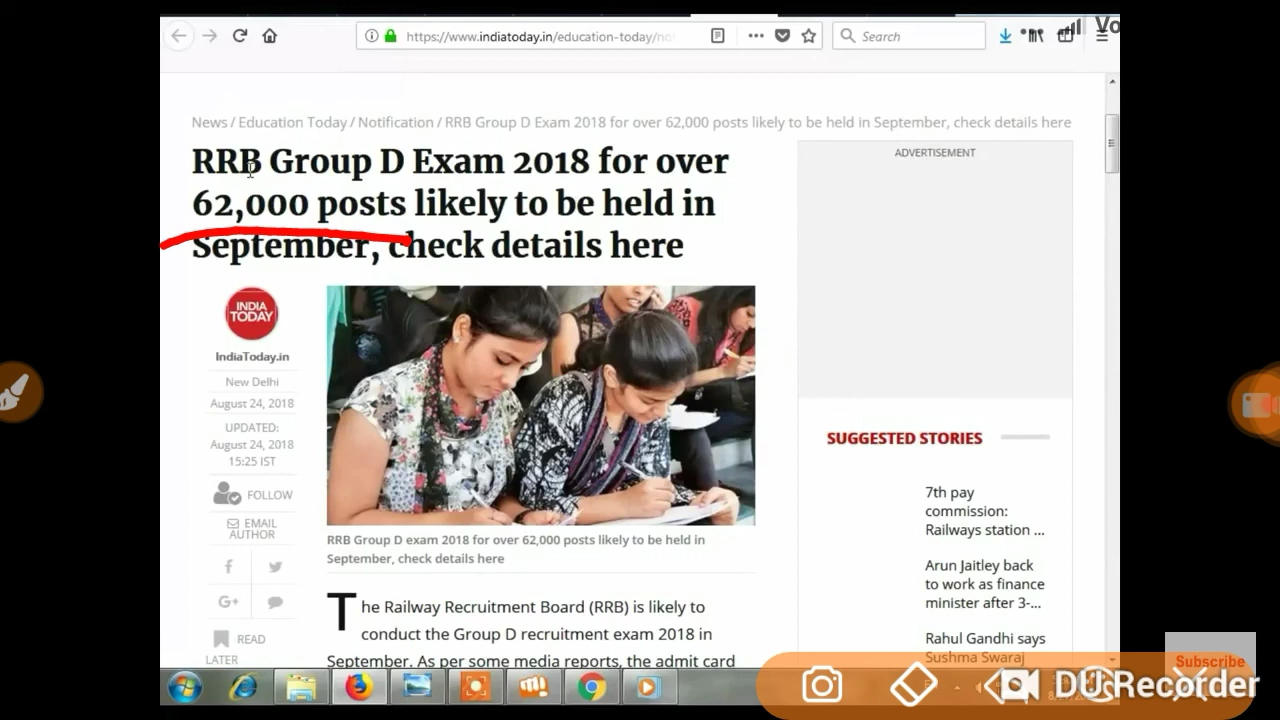 Vo
https://www.indiatoday.in/education-today/no
Search
News / Education Today / Notification / RRB Group D Exam 2018 for over 62,000 posts likely to be held in September, check details here
RRB Group D Exam 2018 for over
62,000 posts likely to be held in
September, check details here
ADVERTISEMENT
INDIA
TODAY
IndiaToday.in
New Delhi
August 24, 2018
UPDATED:
August 24, 2018
15:25 IST
FOLLOW
EMAIL
AUTHOR
G+
READ
LATER
RRB Group D exam 2018 for over 62,000 posts likely to be held in
September, check details here
The Railway Recruitment Board (RRB) is likely to
conduct the Group D recruitment exam 2018 in
September. As per some media reports, the admit card
SUGGESTED STORIES
7th pay
commission:
Railways station ...
Arun Jaitley back
to work as finance
minister after 3-...
Rahul Gandhi says
Sushma Swaraj
Subscribe
DU Recorder